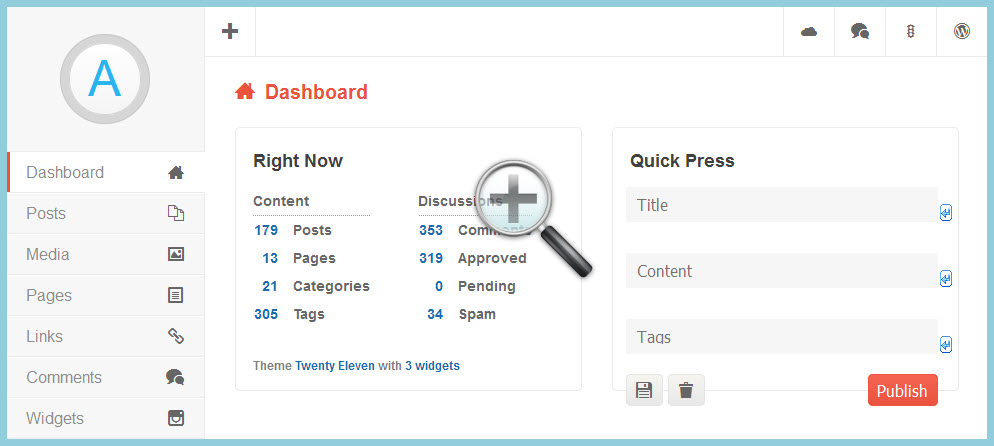 A
Dashboard
Posts
Media
Pages
Links
Comments
Widgets
Dashboard
Right Now
Content
179 Posts
13 Pages
21 Categories
305 Tags
Discussions
353 Comments
319 Approved
0 Pending
34 Spam
Theme Twenty Eleven with 3 widgets
Quick Press
Title
Content
Tags
Publish